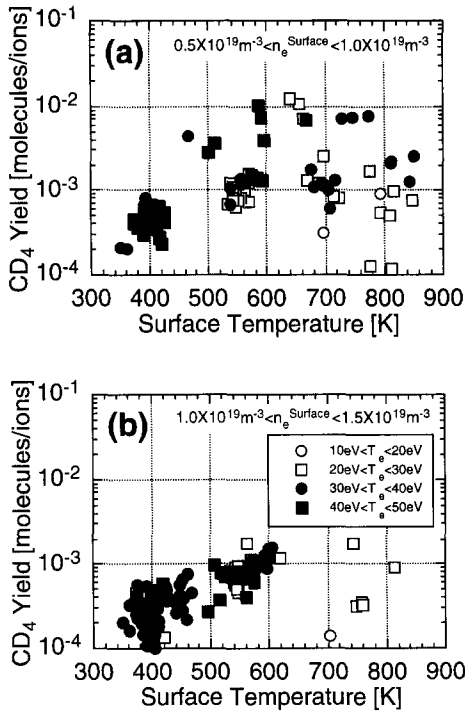 (a)
0.5X10^19m^-3<n_e^Surface<1.0X10^19m^-3
CD_4 Yield [molecules/ions]
10^-1
10^-2
10^-3
10^-4
300 400 500 600 700 800 900
Surface Temperature [K]
(b)
1.0X10^19m^-3<n_e^Surface<1.5X10^19m^-3
10eV<T_e<20eV
20eV<T_e<30eV
30eV<T_e<40eV
40eV<T_e<50eV
CD_4 Yield [molecules/ions]
10^-1
10^-2
10^-3
10^-4
300 400 500 600 700 800 900
Surface Temperature [K]